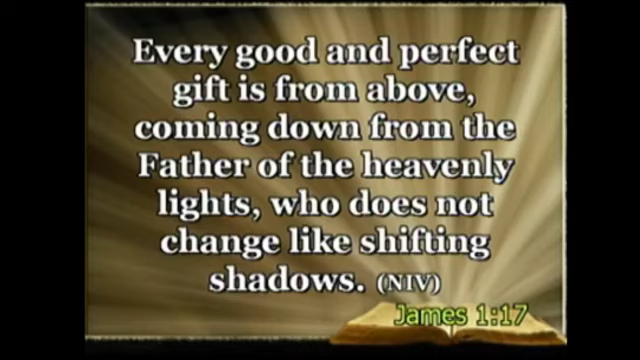 Every good and perfect
gift is from above,
coming down from the
Father of the heavenly
lights, who does not
change like shifting
shadows. (NIV)
James 1:17